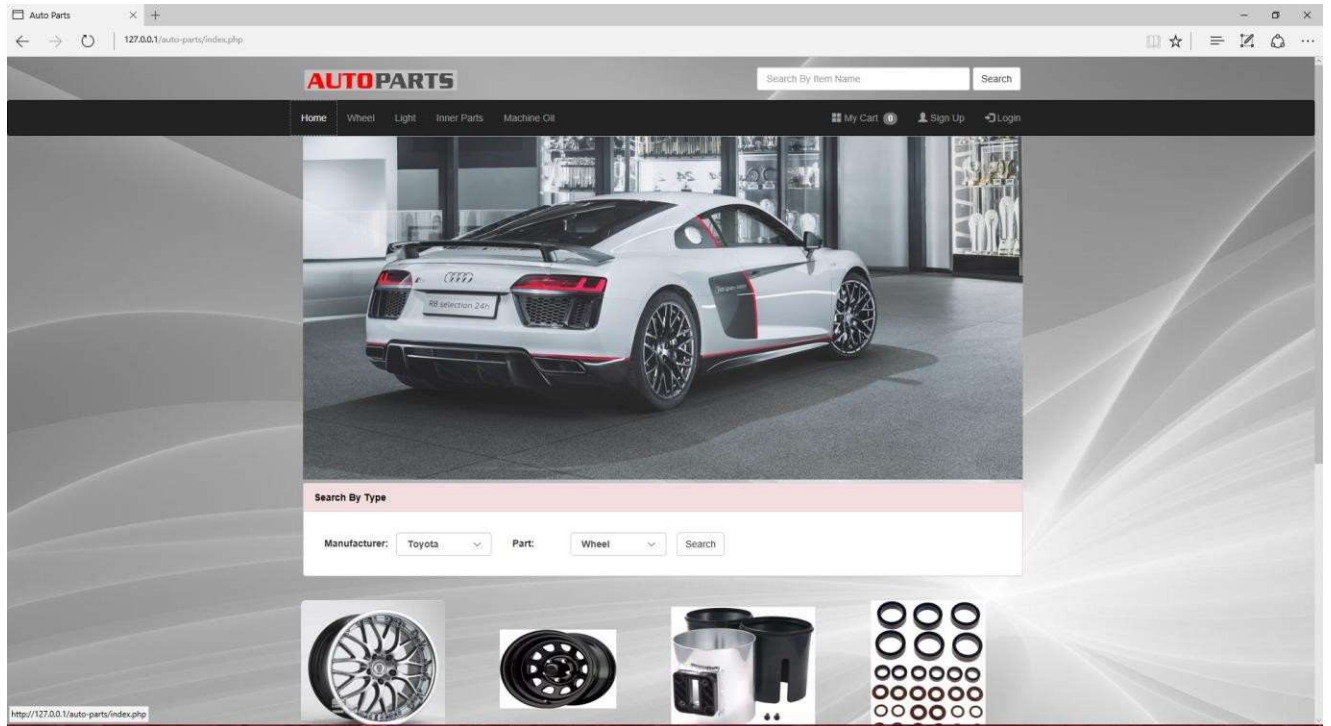 Auto Parts
127.0.0.1/auto-parts/index.php
AUTOPARTS
Search By Item Name
Search
Home Wheel Light Inner Parts Machine Oil My Cart 0 Sign Up Login
R8 selection 24h
Search By Type
Manufacturer: Toyota Part: Wheel Search
http://127.0.0.1/auto-parts/index.php